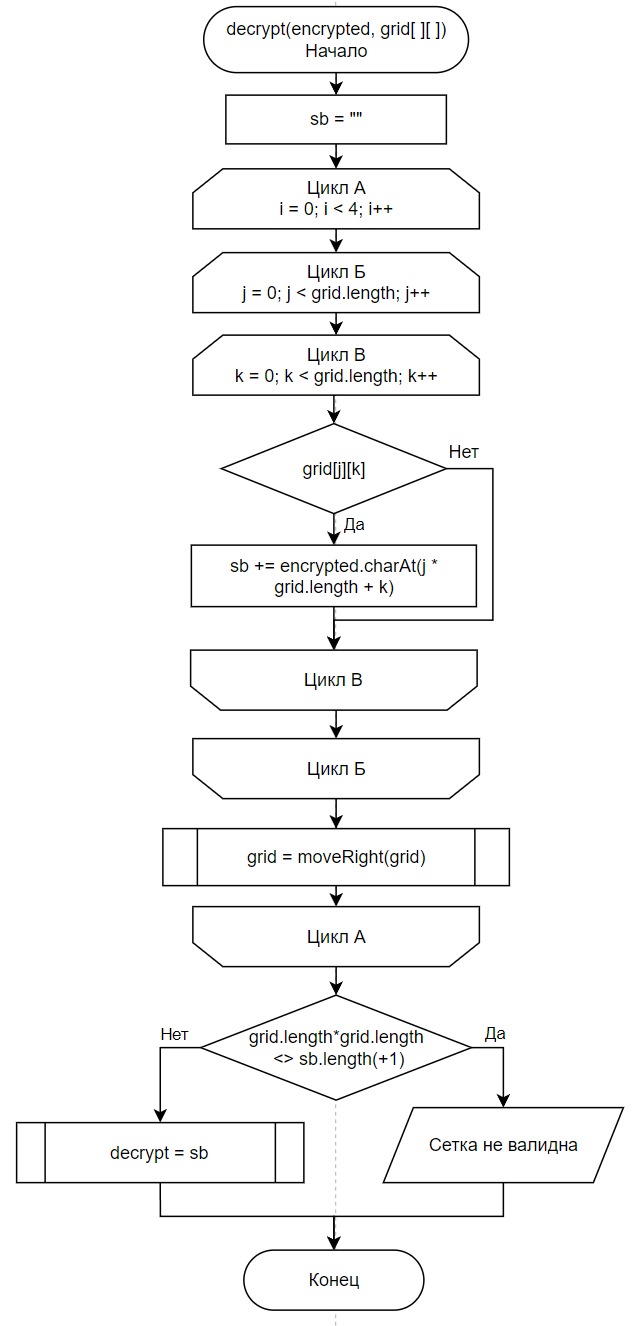 decrypt(encrypted, grid[ ][ ])
Начало
sb = ""
Цикл А
i = 0; i < 4; i++
Цикл Б
j = 0; j < grid.length; j++
Цикл В
k = 0; k < grid.length; k++
grid[j][k]
Нет
Да
sb += encrypted.charAt(j *
grid.length + k)
Цикл В
Цикл Б
grid = moveRight(grid)
Цикл А
grid.length*grid.length
<> sb.length(+1)
Нет
Да
decrypt = sb
Сетка не валидна
Конец